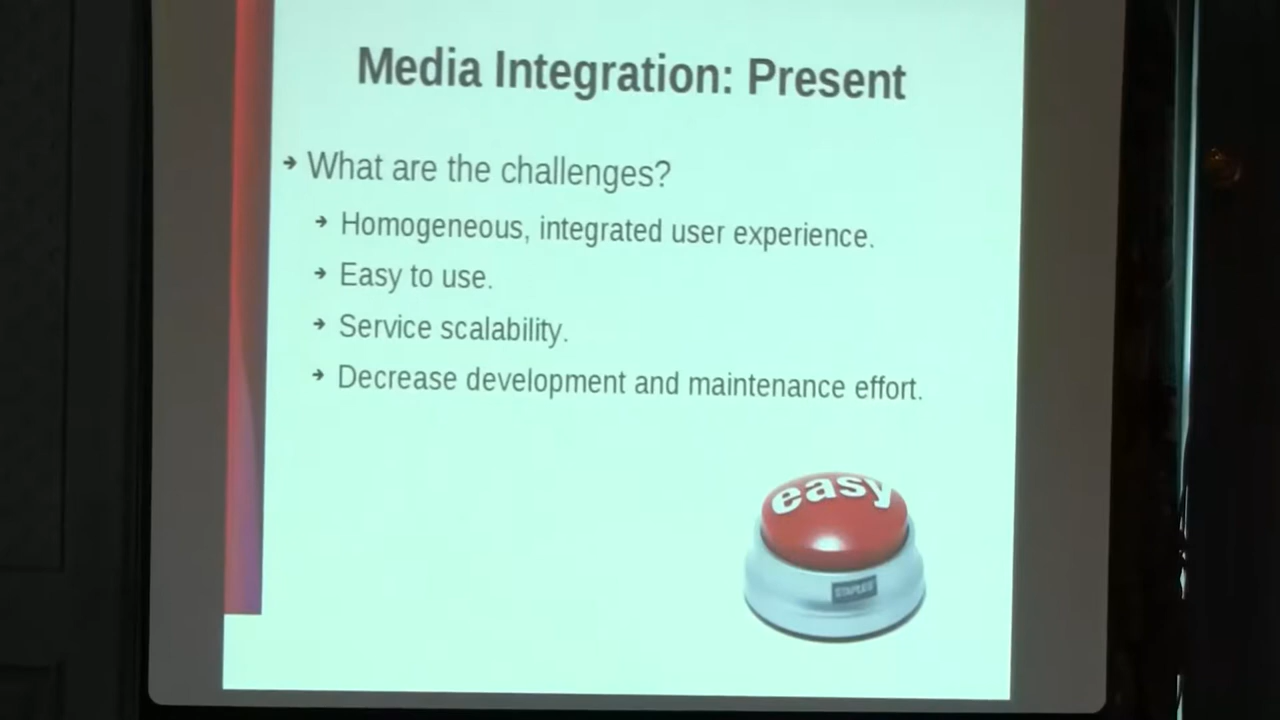 Media Integration: Present
What are the challenges?
Homogeneous, integrated user experience.
Easy to use.
Service scalability.
Decrease development and maintenance effort.
easy
STAPLES